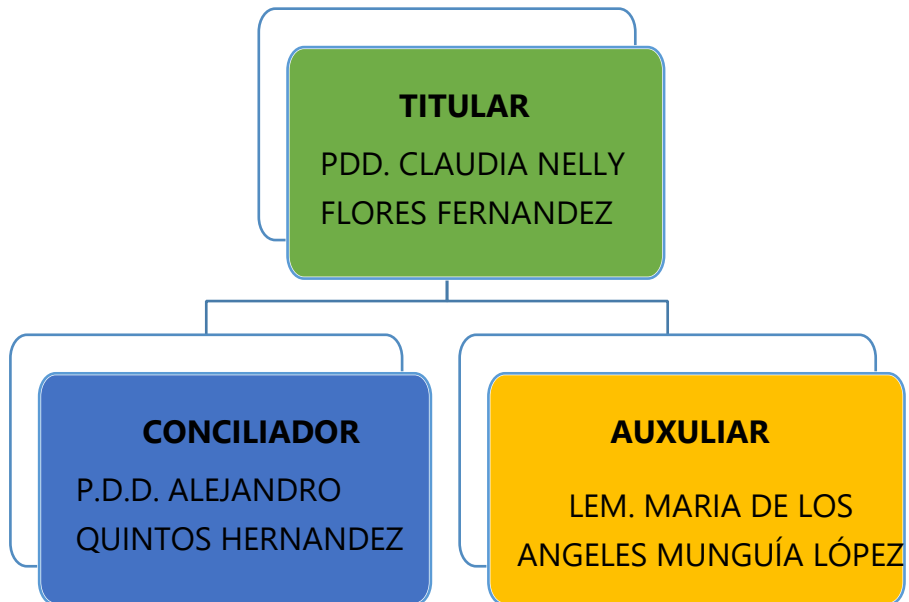 TITULAR
PDD. CLAUDIA NELLY
FLORES FERNANDEZ
CONCILIADOR
P.D.D. ALEJANDRO
QUINTOS HERNANDEZ
AUXULIAR
LEM. MARIA DE LOS
ANGELES MUNGUÍA LÓPEZ